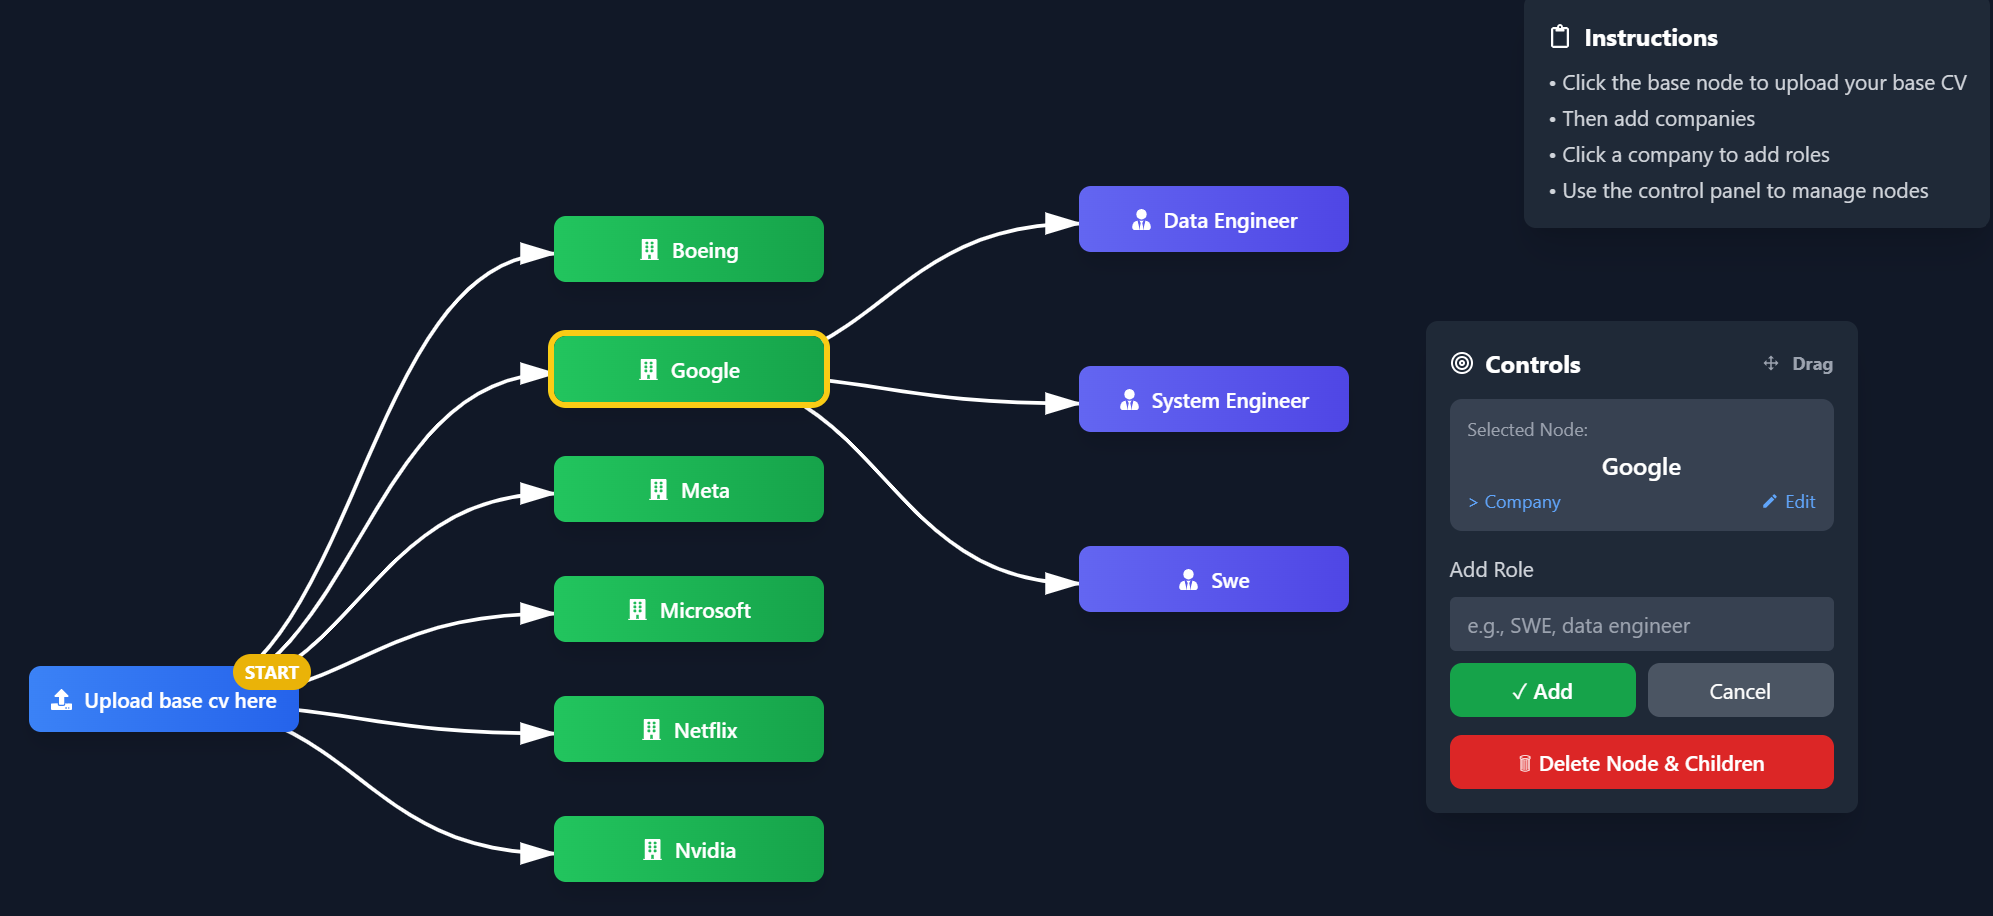 Instructions
• Click the base node to upload your base CV
• Then add companies
• Click a company to add roles
• Use the control panel to manage nodes
Boeing
Google
Meta
Microsoft
Netflix
Nvidia
START
Upload base cv here
Data Engineer
System Engineer
Swe
Controls
Drag
Selected Node:
Google
> Company
Edit
Add Role
e.g., SWE, data engineer
✓ Add
Cancel
Delete Node & Children